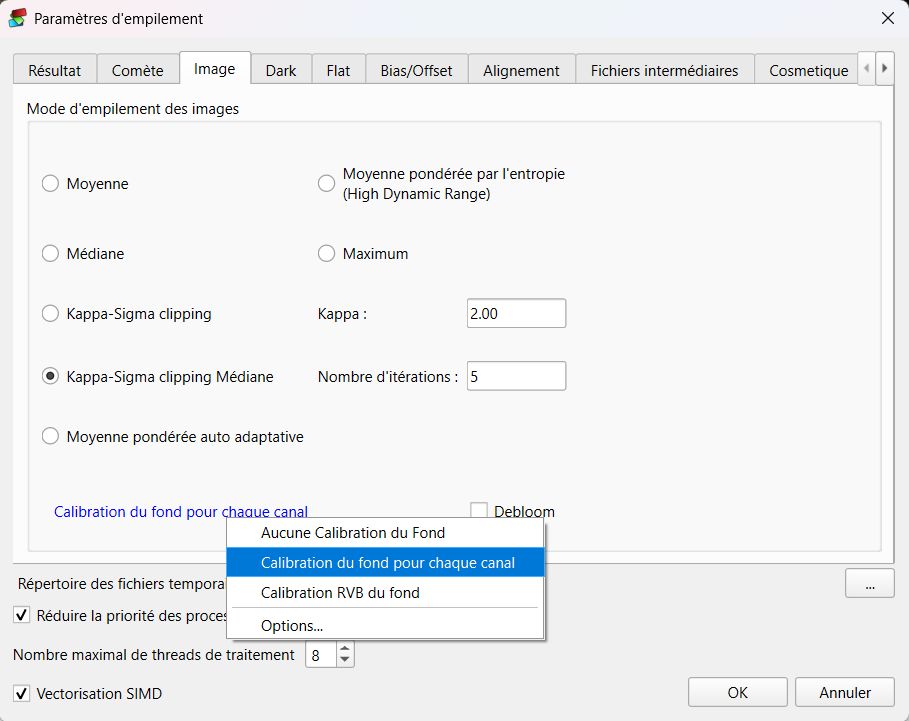 Paramètres d'empilement
Résultat Comète Image Dark Flat Bias/Offset Alignement Fichiers intermédiaires Cosmetique
Mode d'empilement des images
Moyenne
Moyenne pondérée par l'entropie
(High Dynamic Range)
Médiane
Maximum
Kappa-Sigma clipping
Kappa :
2.00
Kappa-Sigma clipping Médiane
Nombre d'itérations :
5
Moyenne pondérée auto adaptative
Calibration du fond pour chaque canal
Debloom
Aucune Calibration du Fond
Calibration du fond pour chaque canal
Calibration RVB du fond
Options...
Répertoire des fichiers
...
Réduire la priorité des
Nombre maximal de threads de traitement
8
Vectorisation SIMD
OK
Annuler